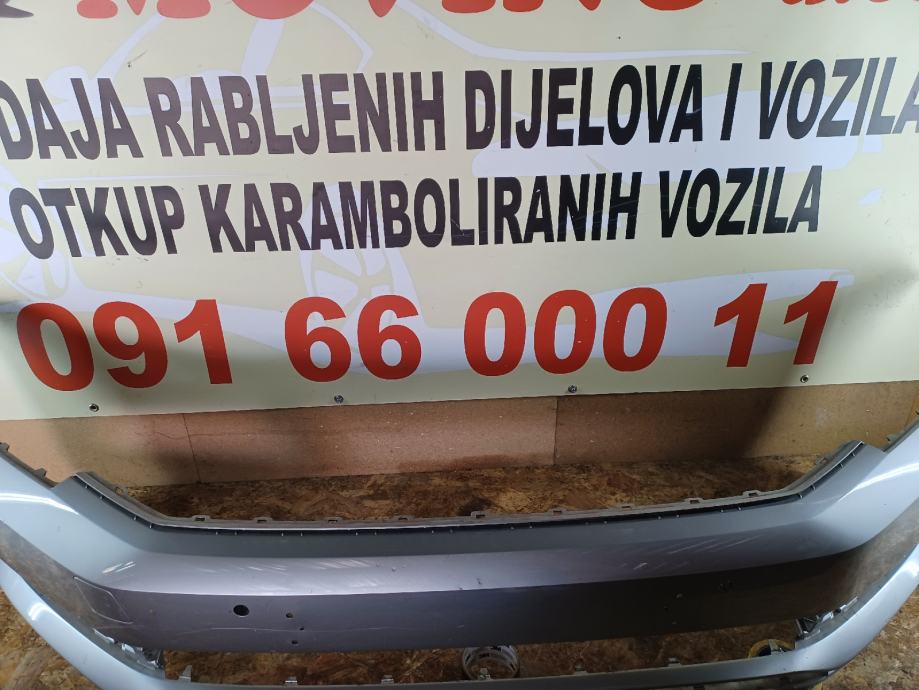 DAJA RABLJENIH DIJELOVA I VOZILA
OTKUP KARAMBOLIRANIH VOZILA
091 66 000 11